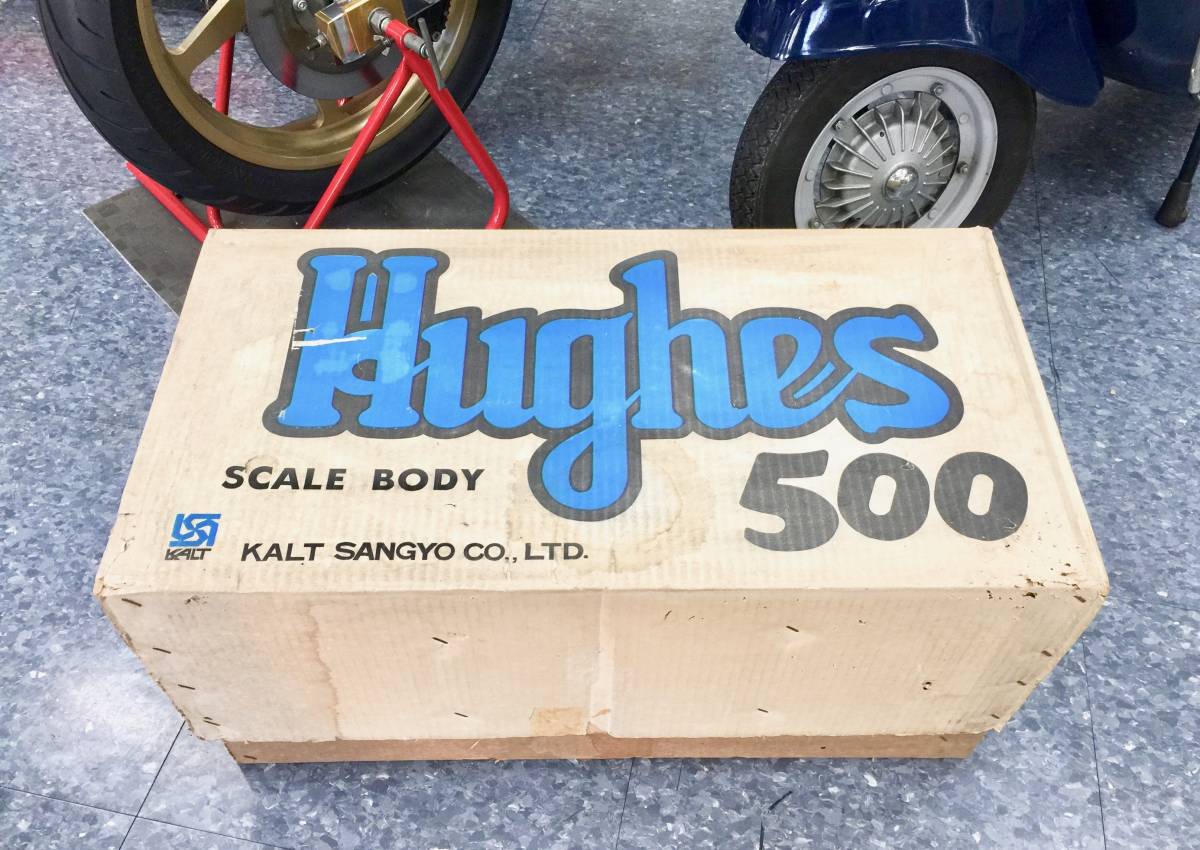 Hughes
500
SCALE BODY
KALT
KALT SANGYO CO., LTD.